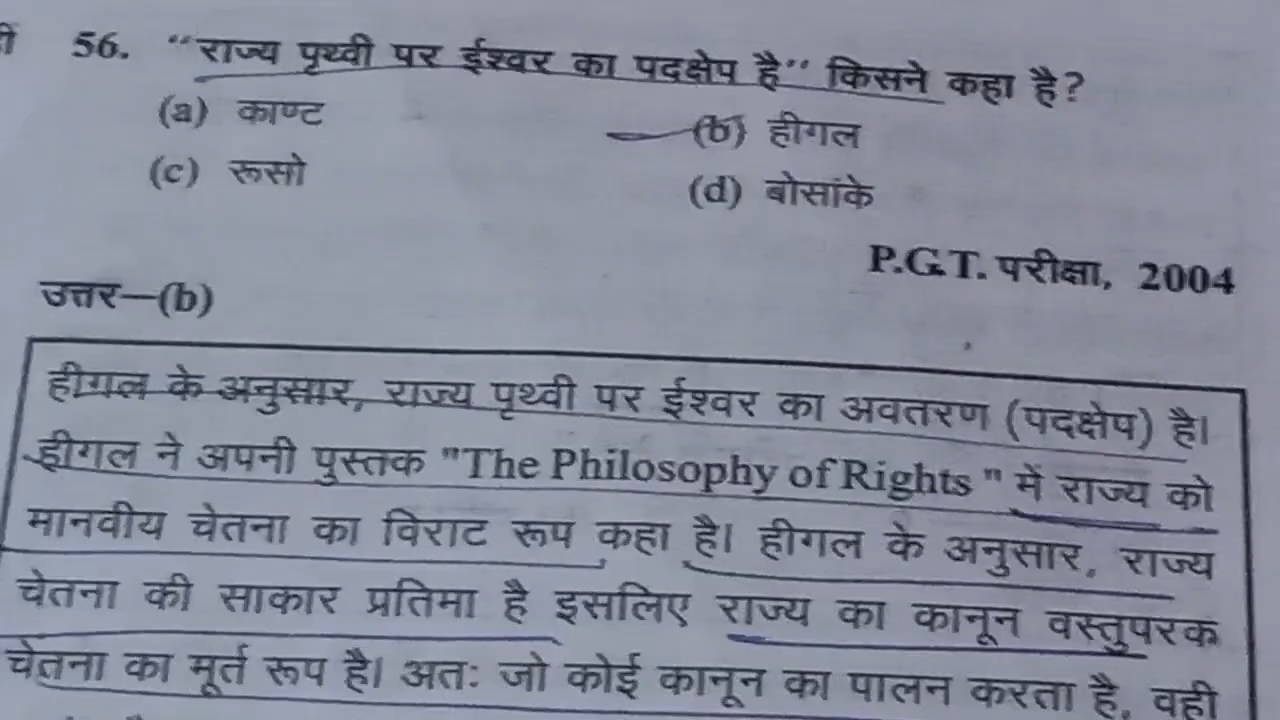 56. “राज्य पृथ्वी पर ईश्वर का पदक्षेप है” किसने कहा है?
(a) काण्ट (b) हीगल
(c) रूसो (d) बोसांके
P.G.T. परीक्षा, 2004
उत्तर—(b)
हीगल के अनुसार, राज्य पृथ्वी पर ईश्वर का अवतरण (पदक्षेप) है।
हीगल ने अपनी पुस्तक "The Philosophy of Rights " में राज्य को
मानवीय चेतना का विराट रूप कहा है। हीगल के अनुसार, राज्य
चेतना की साकार प्रतिमा है इसलिए राज्य का कानून वस्तुपरक
चेतना का मूर्त रूप है। अतः जो कोई कानून का पालन करता है, वही